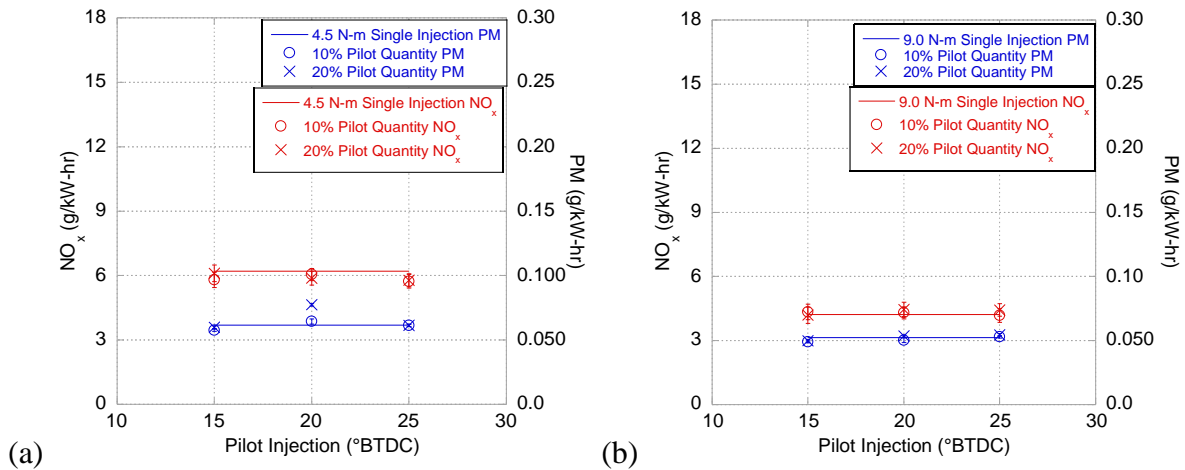 18
15
12
9
6
3
0
NOx (g/kW-hr)
0.30
0.25
0.20
0.15
0.100
0.050
0.0
PM (g/kW-hr)
4.5 N-m Single Injection PM
10% Pilot Quantity PM
20% Pilot Quantity PM
4.5 N-m Single Injection NOx
10% Pilot Quantity NOx
20% Pilot Quantity NOx
10 15 20 25 30
Pilot Injection (°BTDC)
(a)
18
15
12
9
6
3
0
NOx (g/kW-hr)
0.30
0.25
0.20
0.15
0.100
0.050
0.0
PM (g/kW-hr)
9.0 N-m Single Injection PM
10% Pilot Quantity PM
20% Pilot Quantity PM
9.0 N-m Single Injection NOx
10% Pilot Quantity NOx
20% Pilot Quantity NOx
10 15 20 25 30
Pilot Injection (°BTDC)
(b)